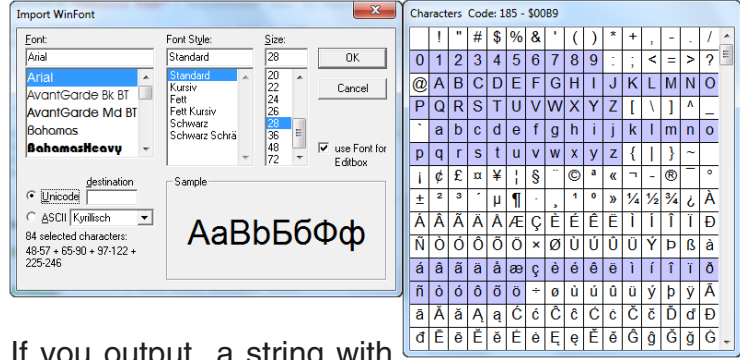 Import WinFont
Font:
Arial
Arial
AvantGarde Bk BT
AvantGarde Md BT
Bahamas
BahamasHeavy
Font Style:
Standard
Standard
Kursiv
Fett
Fett Kursiv
Schwarz
Schwarz Schrä
Size:
28
20
22
24
26
28
36
48
72
OK
Cancel
use Font for
Editbox
destination
Unicode
ASCII Kyrillisch
84 selected characters:
48-57 + 65-90 + 97-122 +
225-246
Sample
AaBbБбФф
Characters Code: 185 - $00B9
! " # $ % & ' ( ) * + , - . /
0 1 2 3 4 5 6 7 8 9 : ; < = > ?
@ A B C D E F G H I J K L M N O
P Q R S T U V W X Y Z [ \ ] ^ _
` a b c d e f g h i j k l m n o
p q r s t u v w x y z { | } ~
¡ ¢ £ ¤ ¥ ¦ § ¨ © ª « ¬ - ® ¯ °
± ² ³ ´ µ ¶ · ¸ ¹ º » ¼ ½ ¾ ¿ À
Á Â Ã Ä Å Æ Ç È É Ê Ë Ì Í Î Ï Ð
Ñ Ò Ó Ô Õ Ö × Ø Ù Ú Û Ü Ý Þ ß à
á â ã ä å æ ç è é ê ë ì í î ï ð
ñ ò ó ô õ ö ÷ ø ù ú û ü ý þ ÿ Ā
ā Ă ă Ą ą Ć ć Ĉ ĉ Ċ ċ Č č Ď ď Đ
đ Ē ē Ĕ ĕ Ė ė Ę ę Ě ě Ĝ ĝ Ğ ğ Ġ
If you output a string with